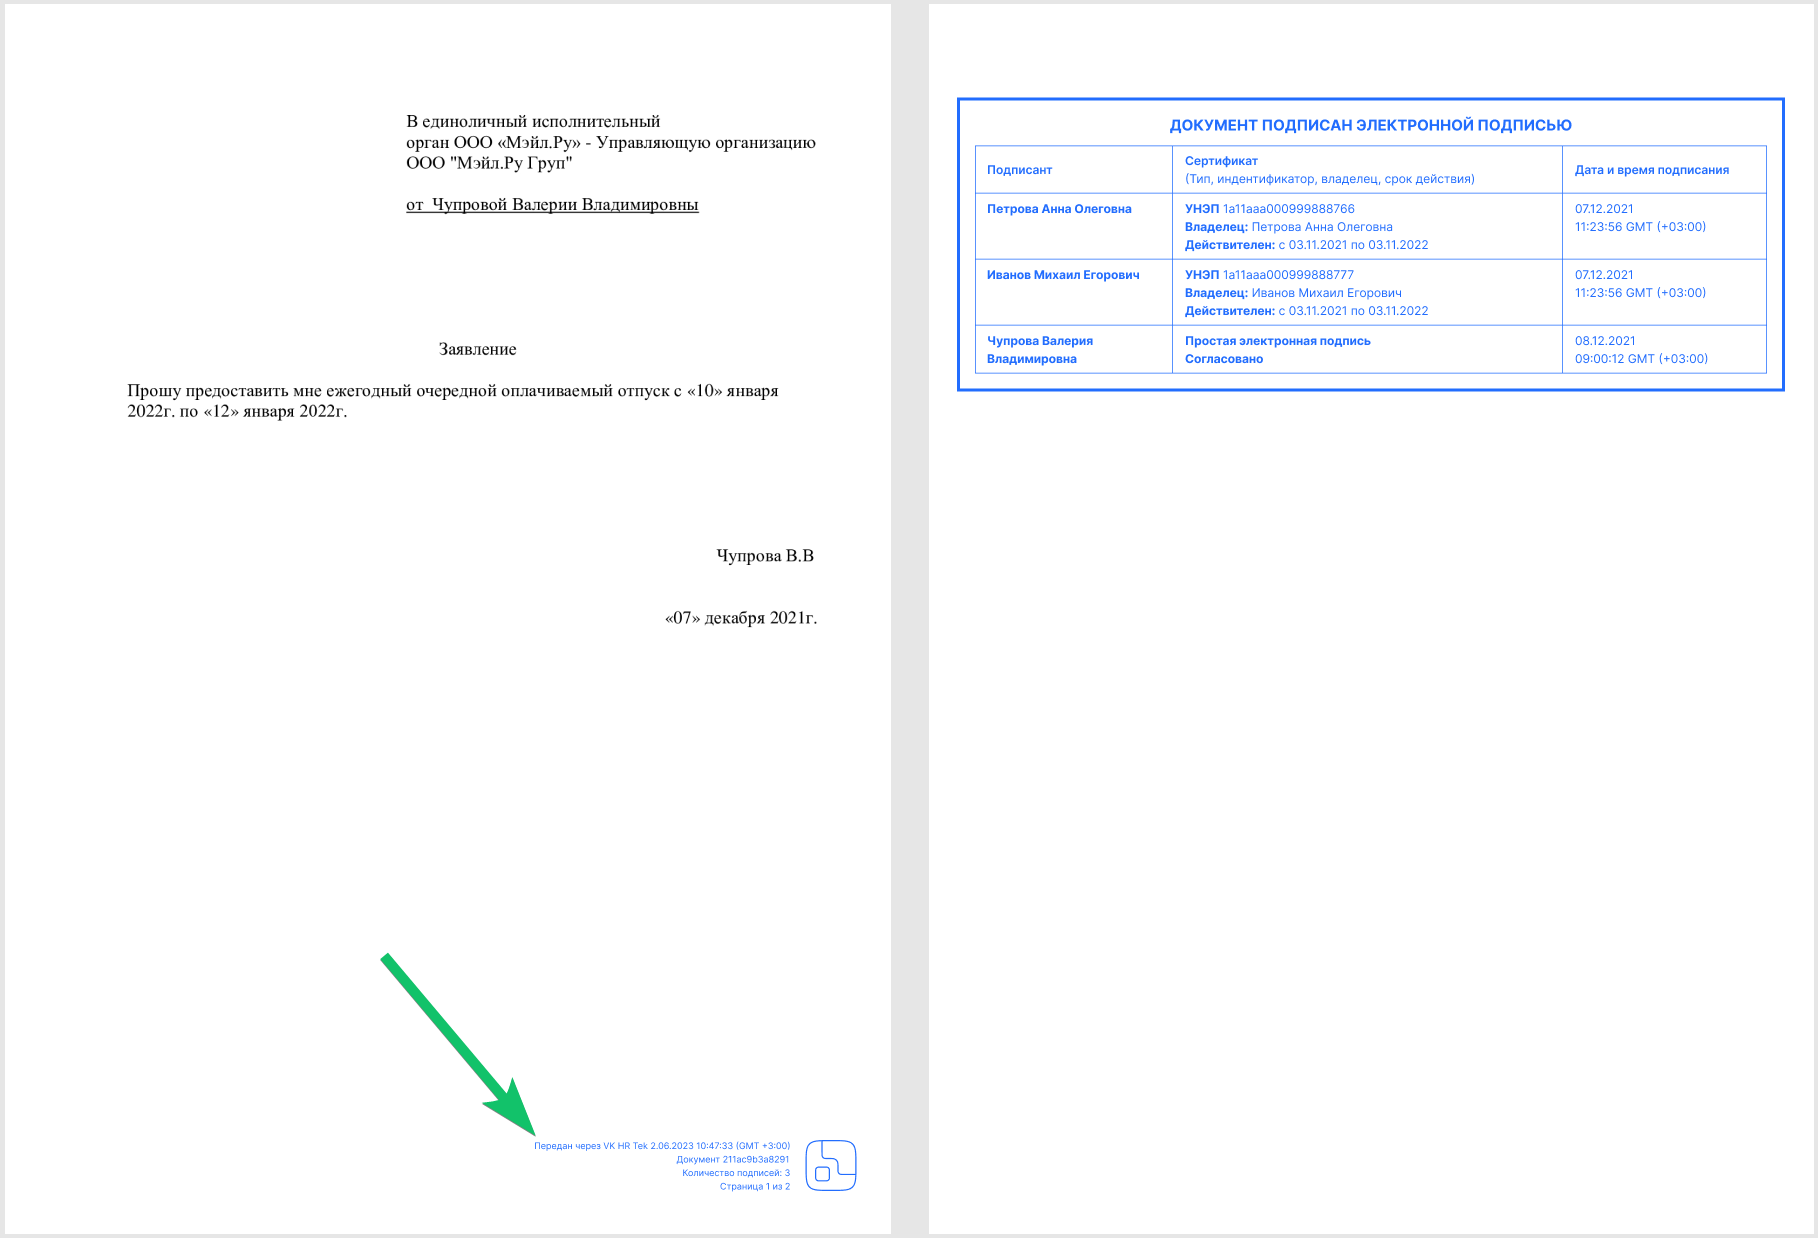 В единоличный исполнительный
орган ООО «Мэйл.Ру» - Управляющую организацию
ООО "Мэйл.Ру Груп"
от  Чупровой Валерии Владимировны
Заявление
Прошу предоставить мне ежегодный очередной оплачиваемый отпуск с «10» января
2022г. по «12» января 2022г.
Чупрова В.В
«07» декабря 2021г.
Передан через VK HR Tek 2.06.2023 10:47:33 (GMT +3:00)
Документ 211ac9b3a8291
Количество подписей: 3
Страница 1 из 2
ДОКУМЕНТ ПОДПИСАН ЭЛЕКТРОННОЙ ПОДПИСЬЮ
Подписант
Сертификат
(Тип, индентификатор, владелец, срок действия)
Дата и время подписания
Петрова Анна Олеговна
УНЭП 1a11aaa000999888766
Владелец: Петрова Анна Олеговна
Действителен: с 03.11.2021 по 03.11.2022
07.12.2021
11:23:56 GMT (+03:00)
Иванов Михаил Егорович
УНЭП 1a11aaa000999888777
Владелец: Иванов Михаил Егорович
Действителен: с 03.11.2021 по 03.11.2022
07.12.2021
11:23:56 GMT (+03:00)
Чупрова Валерия
Владимировна
Простая электронная подпись
Согласовано
08.12.2021
09:00:12 GMT (+03:00)